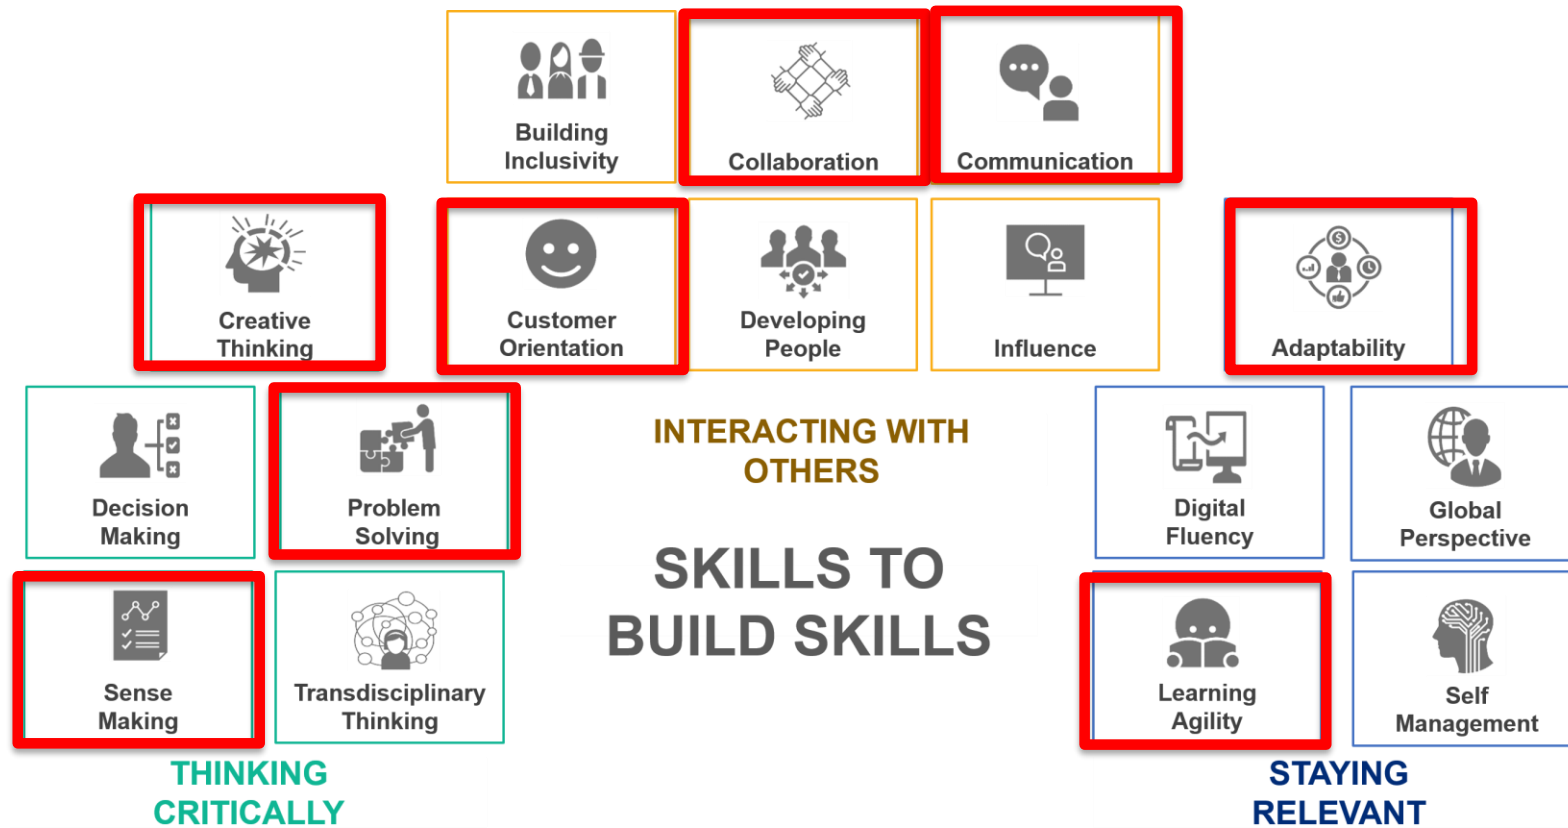 Building
Inclusivity
Collaboration
Communication
Creative
Thinking
Customer
Orientation
Developing
People
Influence
Adaptability
Decision
Making
Problem
Solving
INTERACTING WITH
OTHERS
Digital
Fluency
Global
Perspective
SKILLS TO
BUILD SKILLS
Sense
Making
Transdisciplinary
Thinking
Learning
Agility
Self
Management
THINKING
CRITICALLY
STAYING
RELEVANT